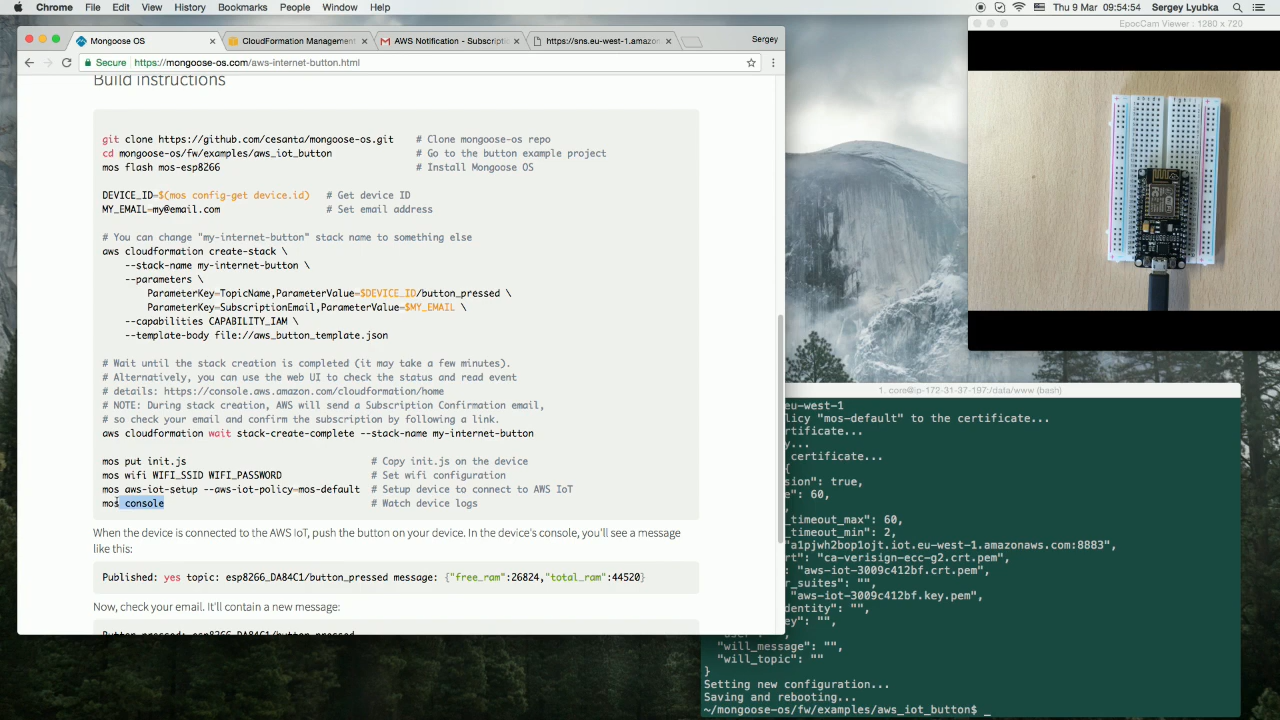 Chrome File Edit View History Bookmarks People Window Help
Thu 9 Mar 09:54:54 Sergey Lyubka
EpocCam Viewer : 1280 x 720
Mongoose OS
CloudFormation Management
AWS Notification - Subscripti
https://sns.eu-west-1.amazon
Sergey
Secure https://mongoose-os.com/aws-internet-button.html
Build instructions
git clone https://github.com/cesanta/mongoose-os.git # Clone mongoose-os repo
cd mongoose-os/fw/examples/aws_iot_button # Go to the button example project
mos flash mos-esp8266 # Install Mongoose OS
DEVICE_ID=$(mos config-get device.id) # Get device ID
MY_EMAIL=my@email.com # Set email address
# You can change "my-internet-button" stack name to something else
aws cloudformation create-stack \
--stack-name my-internet-button \
--parameters \
ParameterKey=TopicName,ParameterValue=$DEVICE_ID/button_pressed \
ParameterKey=SubscriptionEmail,ParameterValue=$MY_EMAIL \
--capabilities CAPABILITY_IAM \
--template-body file://aws_button_template.json
# Wait until the stack creation is completed (it may take a few minutes).
# Alternatively, you can use the web UI to check the status and read event
# details: https://console.aws.amazon.com/cloudformation/home
# NOTE: During stack creation, AWS will send a Subscription Confirmation email,
# so check your email and confirm the subscription by following a link.
aws cloudformation wait stack-create-complete --stack-name my-internet-button
mos put init.js # Copy init.js on the device
mos wifi WIFI_SSID WIFI_PASSWORD # Set wifi configuration
mos aws-iot-setup --aws-iot-policy=mos-default # Setup device to connect to AWS IoT
mos console # Watch device logs
When the device is connected to the AWS IoT, push the button on your device. In the device's console, you'll see a message
like this:
Published: yes topic: esp8266_DA84C1/button_pressed message: {"free_ram":26824,"total_ram":44520}
Now, check your email. It'll contain a new message:
Button pressed: esp8266_DA84C1/button_pressed
1. core@ip-172-31-37-197:/data/www (bash)
eu-west-1
licy "mos-default" to the certificate...
rtificate...
y...
certificate...
{
sion": true,
e": 60,
,
_timeout_max": 60,
_timeout_min": 2,
"a1pjwh2bop1ojt.iot.eu-west-1.amazonaws.com:8883",
rt": "ca-verisign-ecc-g2.crt.pem",
: "aws-iot-3009c412bf.crt.pem",
r_suites": "",
"aws-iot-3009c412bf.key.pem",
dentity": "",
ey": "",
"user": "",
"will_message": "",
"will_topic": ""
}
Setting new configuration...
Saving and rebooting...
~/mongoose-os/fw/examples/aws_iot_button$ _